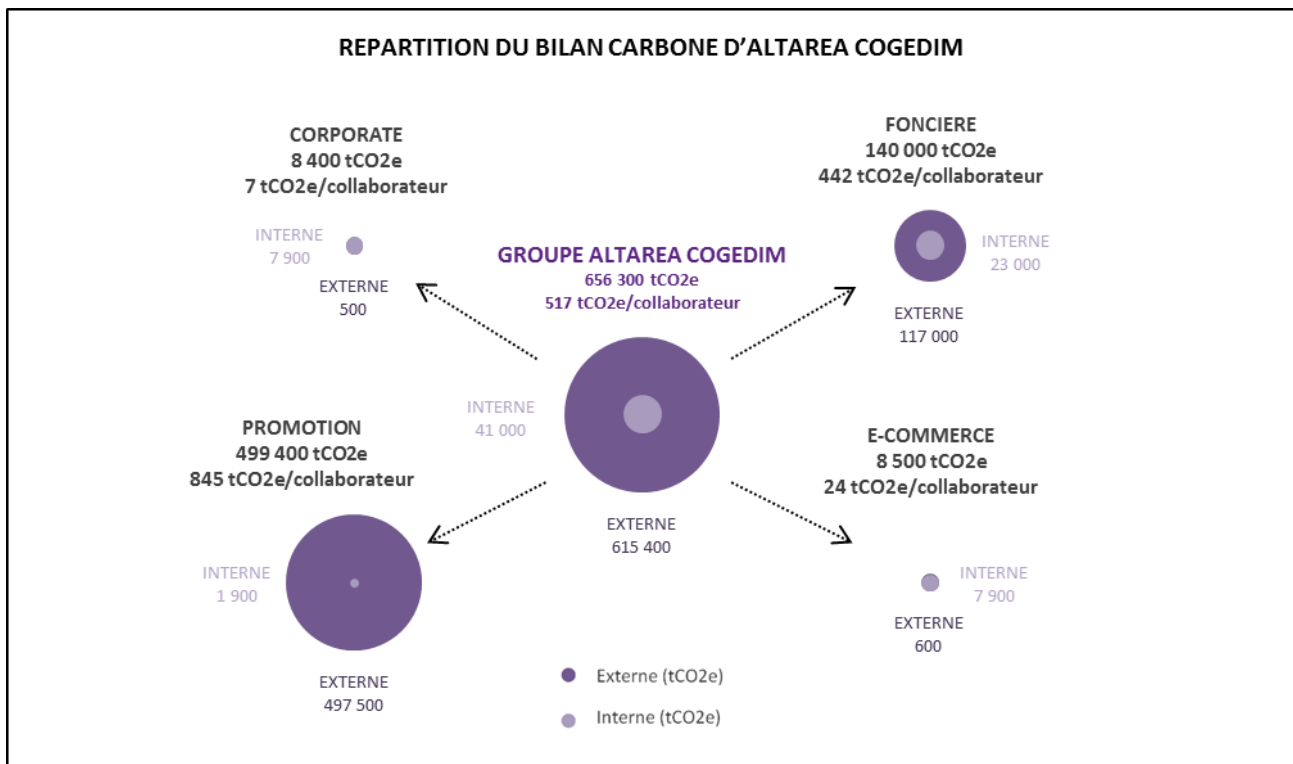 REPARTITION DU BILAN CARBONE D'ALTAREA COGEDIM
CORPORATE
8 400 tCO2e
7 tCO2e/collaborateur
INTERNE
7 900
EXTERNE
500
FONCIERE
140 000 tCO2e
442 tCO2e/collaborateur
INTERNE
23 000
EXTERNE
117 000
GROUPE ALTAREA COGEDIM
656 300 tCO2e
517 tCO2e/collaborateur
INTERNE
41 000
EXTERNE
615 400
PROMOTION
499 400 tCO2e
845 tCO2e/collaborateur
INTERNE
1 900
EXTERNE
497 500
E-COMMERCE
8 500 tCO2e
24 tCO2e/collaborateur
INTERNE
7 900
EXTERNE
600
Externe (tCO2e)
Interne (tCO2e)